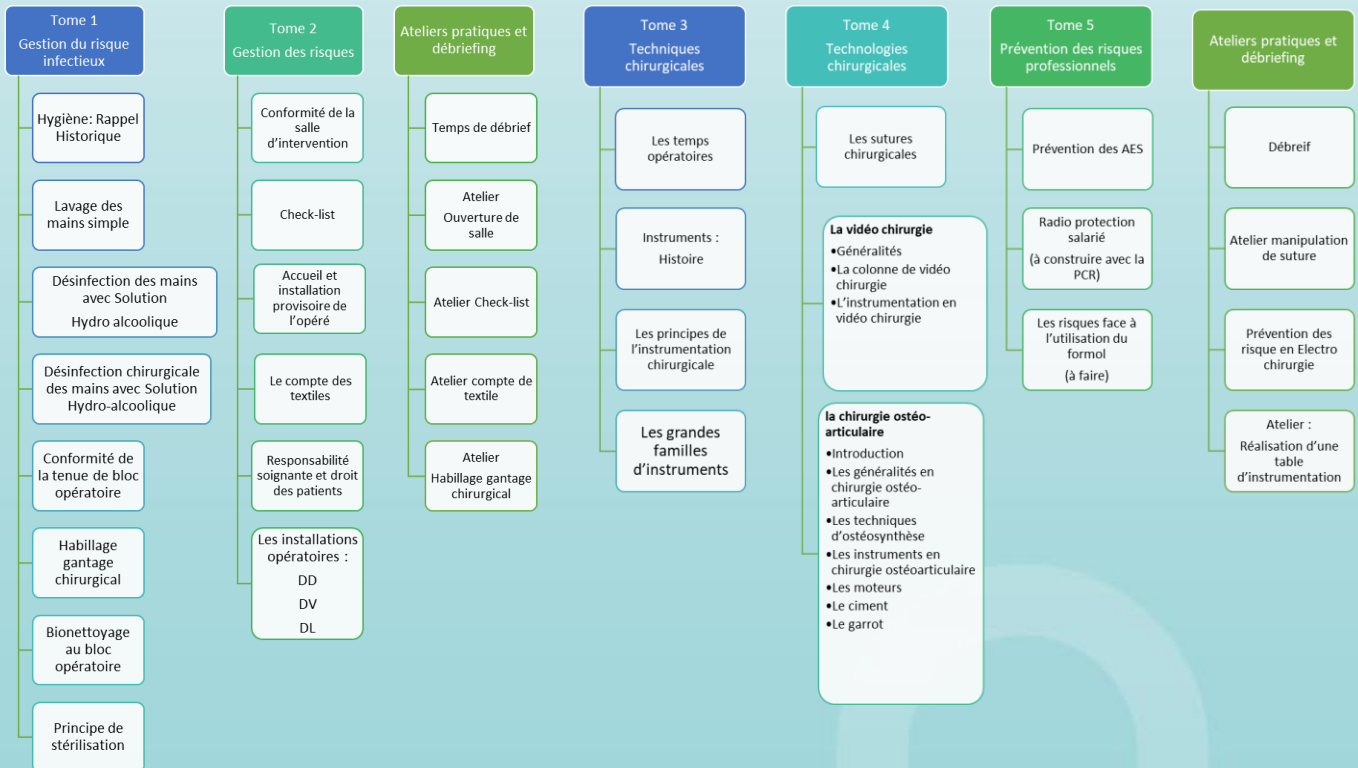 Tome 1
Gestion du risque
infectieux
Hygiène: Rappel
Historique
Lavage des
mains simple
Désinfection des mains
avec Solution
Hydro alcoolique
Désinfection chirurgicale
des mains avec Solution
Hydro-alcoolique
Conformité de
la tenue de bloc
opératoire
Habillage
gantage
chirurgical
Bionettoyage
au bloc
opératoire
Principe de
stérilisation
Tome 2
Gestion des risques
Conformité de la
salle
d'intervention
Check-list
Accueil et
installation
provisoire de
l'opéré
Le compte des
textiles
Responsabilité
soignante et droit
des patients
Les installations
opératoires :
DD
DV
DL
Ateliers pratiques et
débriefing
Temps de débrief
Atelier
Ouverture de
salle
Atelier Check-list
Atelier compte de
textile
Atelier
Habillage gantage
chirurgical
Tome 3
Techniques
chirurgicales
Les temps
opératoires
Instruments :
Histoire
Les principes de
l'instrumentation
chirurgicale
Les grandes
familles
d'instruments
Tome 4
Technologies
chirurgicales
Les sutures
chirurgicales
La vidéo chirurgie
•Généralités
•La colonne de vidéo
chirurgie
•L'instrumentation en
vidéo chirurgie
la chirurgie ostéo-
articulaire
•Introduction
•Les généralités en
chirurgie ostéo-
articulaire
•Les techniques
d'ostéosynthèse
•Les instruments en
chirurgie ostéoarticulaire
•Les moteurs
•Le ciment
•Le garrot
Tome 5
Prévention des risques
professionnels
Prévention des AES
Radio protection
salarié
(à construire avec la
PCR)
Les risques face à
l'utilisation du
formol
(à faire)
Ateliers pratiques et
débriefing
Débreif
Atelier manipulation
de suture
Prévention des
risque en Electro
chirurgie
Atelier :
Réalisation d'une
table
d'instrumentation